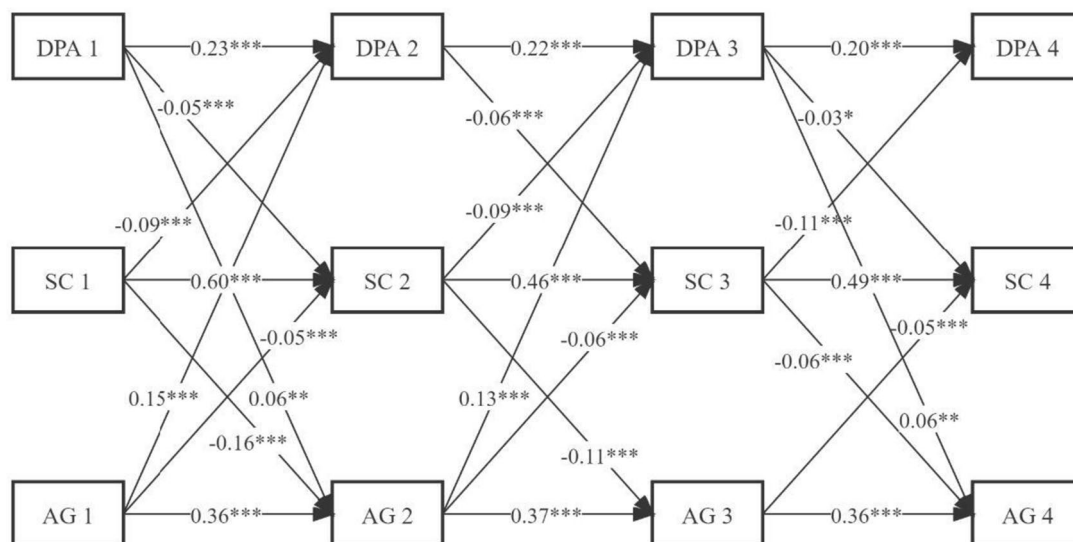 DPA 1 0.23*** DPA 2 0.22*** DPA 3 0.20*** DPA 4
-0.05*** -0.06*** -0.03*
-0.09*** -0.09*** -0.11***
SC 1 0.60*** SC 2 0.46*** SC 3 0.49*** SC 4
-0.05*** -0.06*** -0.05***
-0.06***
0.15*** 0.06** 0.13*** 0.06**
-0.16*** -0.11***
AG 1 0.36*** AG 2 0.37*** AG 3 0.36*** AG 4